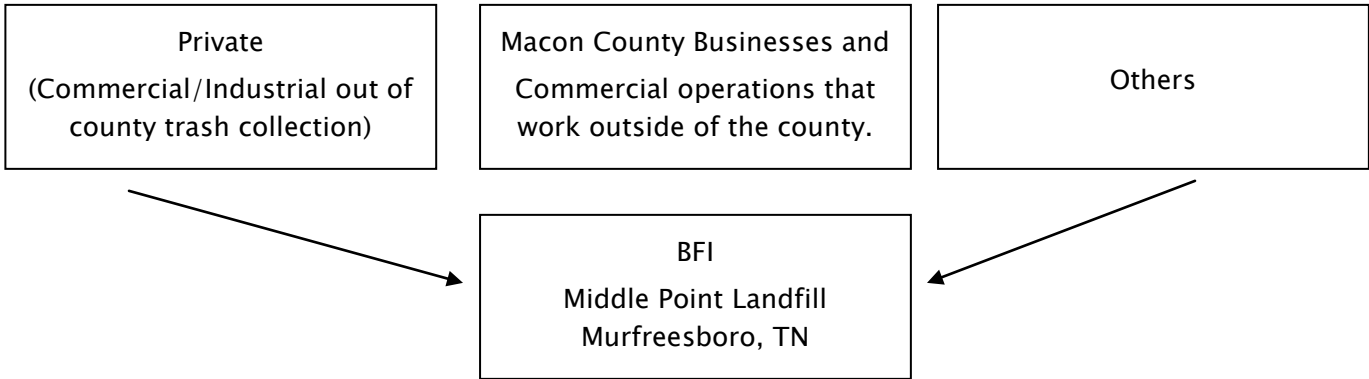 Private
(Commercial/Industrial out of
county trash collection)
Macon County Businesses and
Commercial operations that
work outside of the county.
Others
BFI
Middle Point Landfill
Murfreesboro, TN